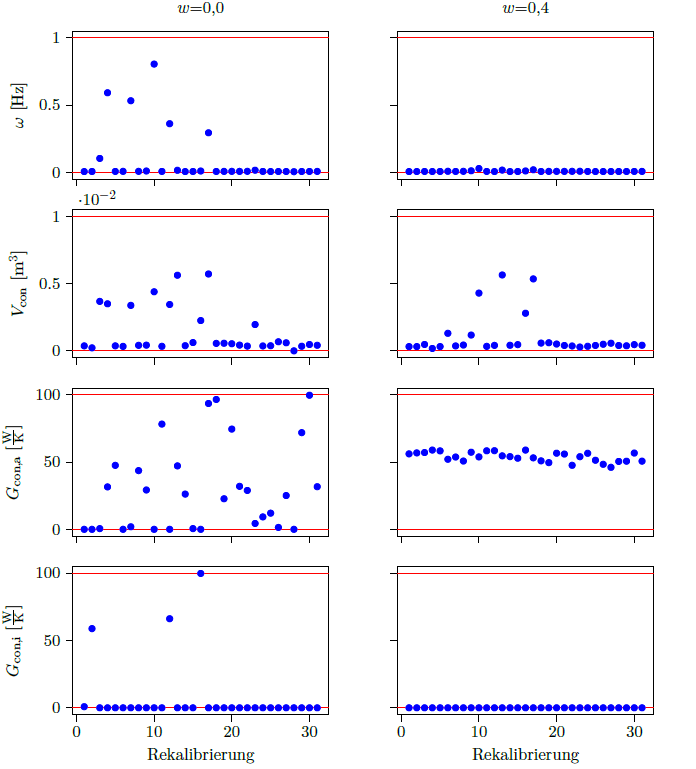 w=0,0
w=0,4
1
0.5
0
ω [Hz]
·10⁻²
1
0.5
0
V_con [m³]
100
50
0
G_con,a [W/K]
100
50
0
G_con,i [W/K]
0 10 20 30
0 10 20 30
Rekalibrierung
Rekalibrierung